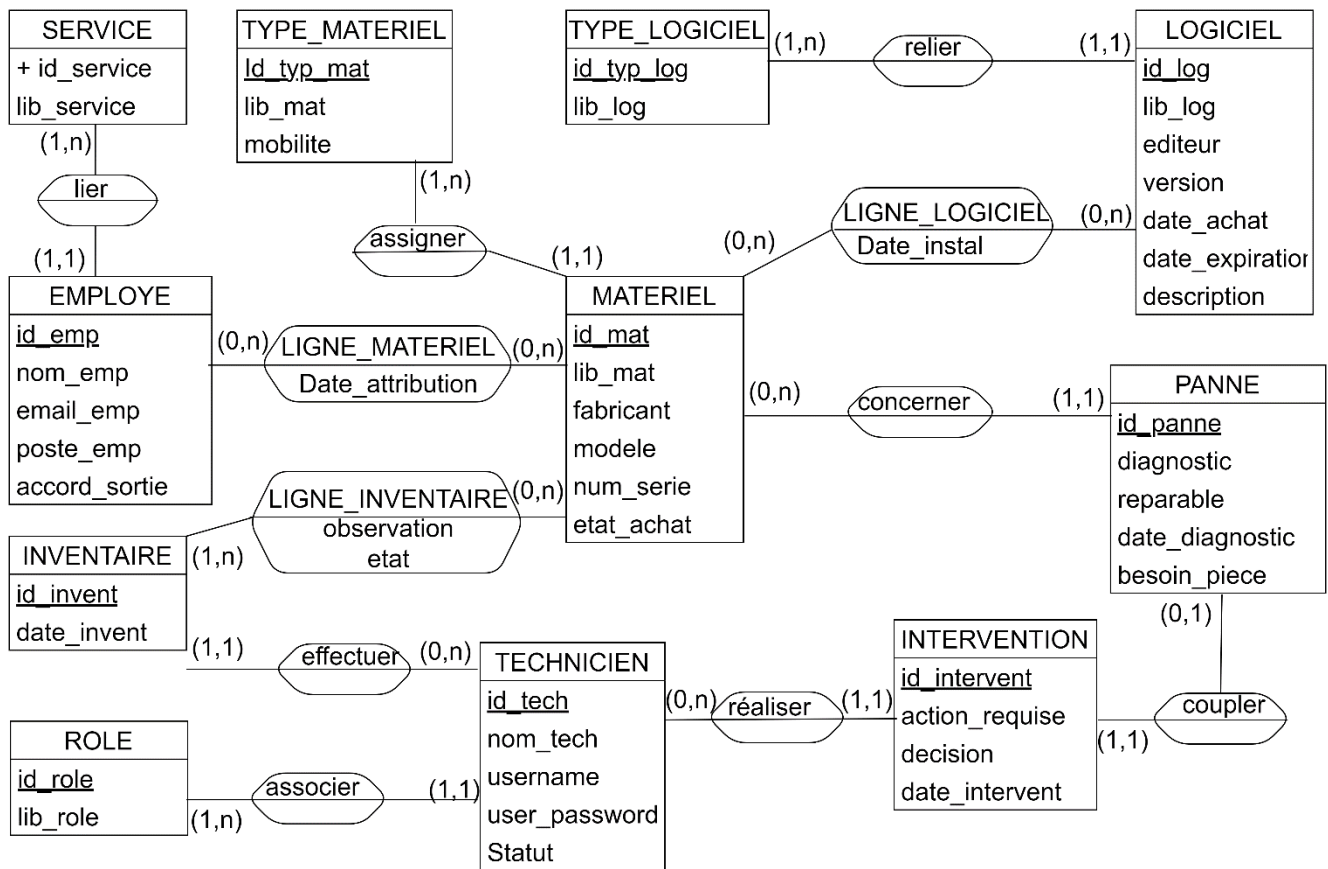 SERVICE
+ id_service
lib_service
(1,n)
lier
(1,1)
TYPE_MATERIEL
Id_typ_mat
lib_mat
mobilite
(1,n)
assigner
(1,1)
TYPE_LOGICIEL
id_typ_log
lib_log
(1,n)
relier
(1,1)
LOGICIEL
id_log
lib_log
editeur
version
date_achat
date_expiration
description
(0,n)
LIGNE_LOGICIEL
Date_instal
(0,n)
EMPLOYE
id_emp
nom_emp
email_emp
poste_emp
accord_sortie
(0,n)
LIGNE_MATERIEL
Date_attribution
(0,n)
MATERIEL
id_mat
lib_mat
fabricant
modele
num_serie
etat_achat
(0,n)
concerner
(1,1)
PANNE
id_panne
diagnostic
reparable
date_diagnostic
besoin_piece
(0,1)
LIGNE_INVENTAIRE
observation
etat
(0,n)
(1,n)
INVENTAIRE
id_invent
date_invent
(1,1)
effectuer
(0,n)
TECHNICIEN
id_tech
nom_tech
username
user_password
Statut
(0,n)
réaliser
(1,1)
INTERVENTION
id_intervent
action_requise
decision
date_intervent
(1,1)
coupler
ROLE
id_role
lib_role
(1,n)
associer
(1,1)